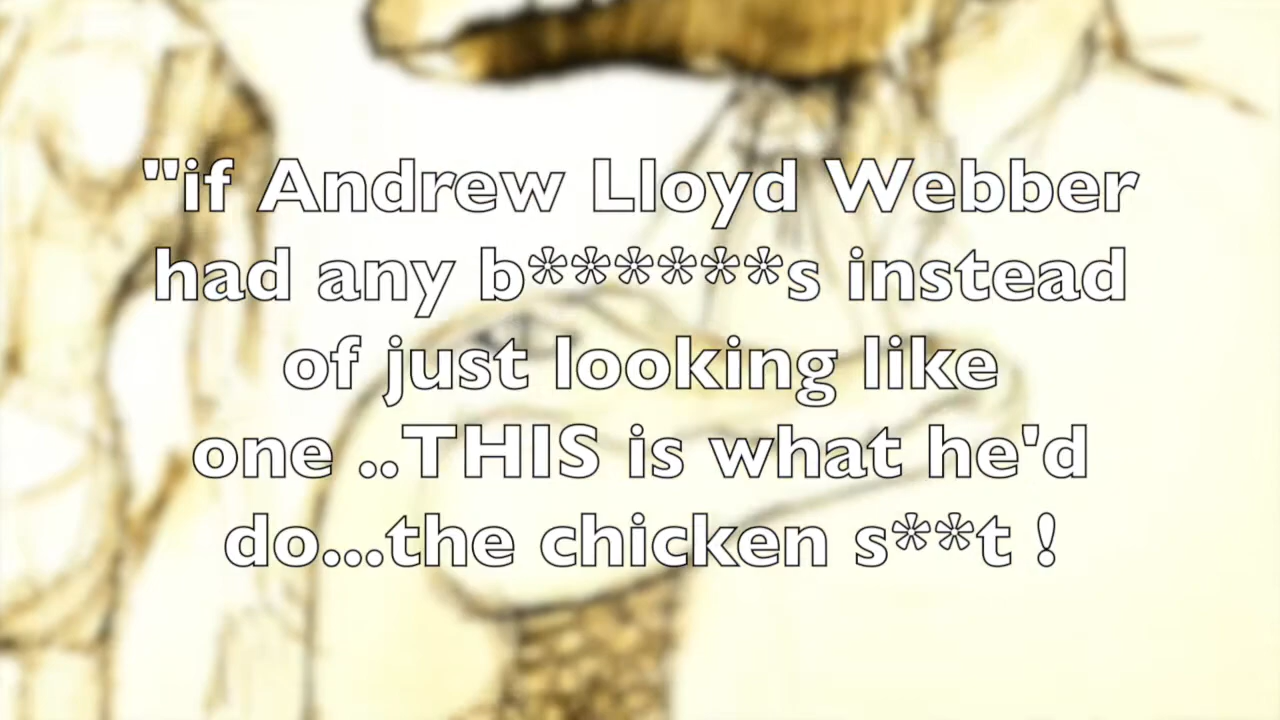 "if Andrew Lloyd Webber
had any b******s instead
of just looking like
one ..THIS is what he'd
do...the chicken s**t !